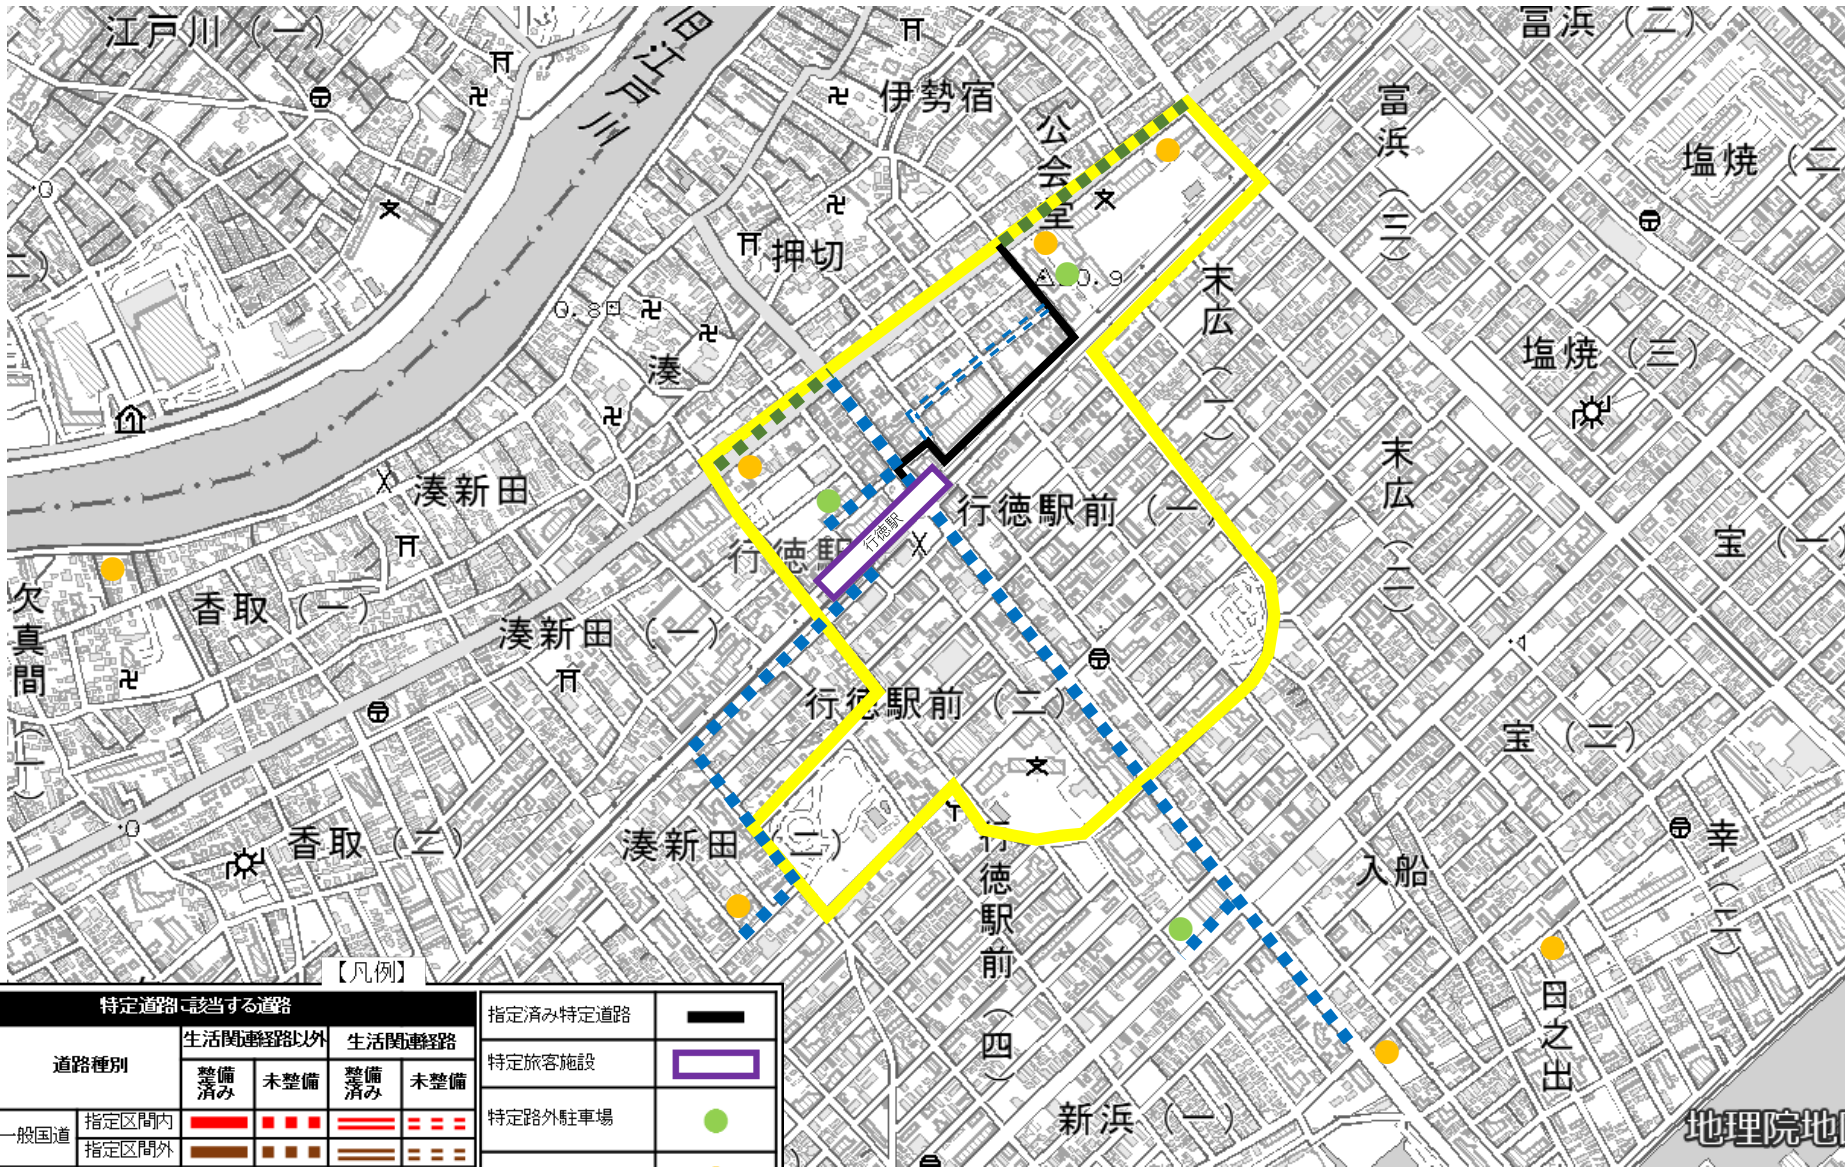 江戸川（一）
旧江戸川
伊勢宿
公会堂
富浜（二）
富浜（三）
塩焼（二
押切
0.8
0.9
末広（一）
塩焼（三）
湊
末広（二）
湊新田
行徳駅前（一）
宝（一）
行徳駅
行徳駅
欠真間（一）
香取（一）
湊新田（一）
行徳駅前（二）
宝（二）
香取（二）
湊新田（二）
行徳駅前（四）
入船
幸（二）
日之出
新浜（一）
地理院地
【凡例】
特定道路に該当する道路
道路種別
生活関連経路以外
生活関連経路
整備済み
未整備
整備済み
未整備
一般国道
指定区間内
指定区間外
指定済み特定道路
特定旅客施設
特定路外駐車場